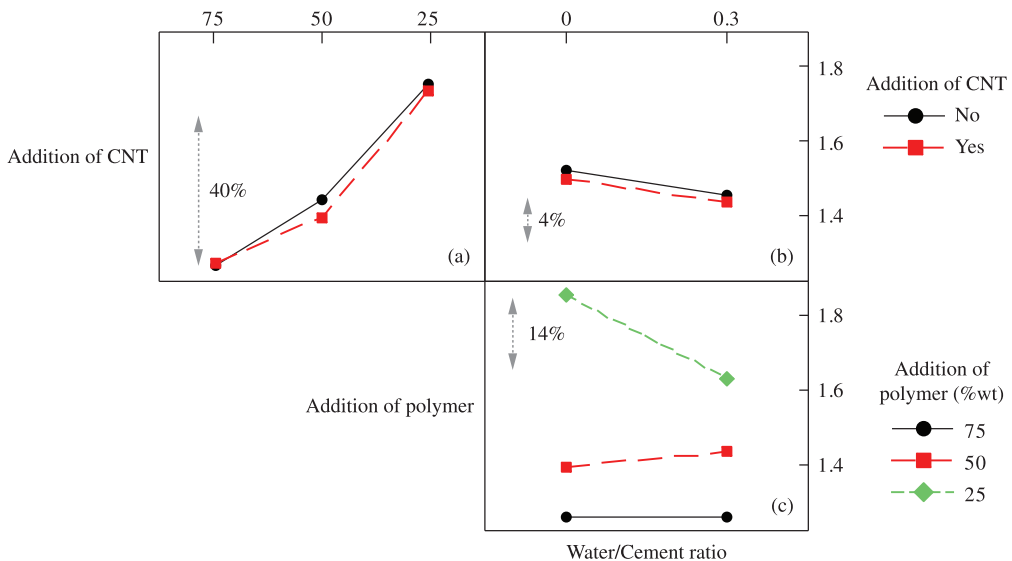 75 50 25 0 0.3
1.8
Addition of CNT
No
Yes
1.6
Addition of CNT
40%
4%
1.4
(a)
(b)
1.8
14%
Addition of
polymer (%wt)
1.6
Addition of polymer
75
50
25
1.4
(c)
Water/Cement ratio